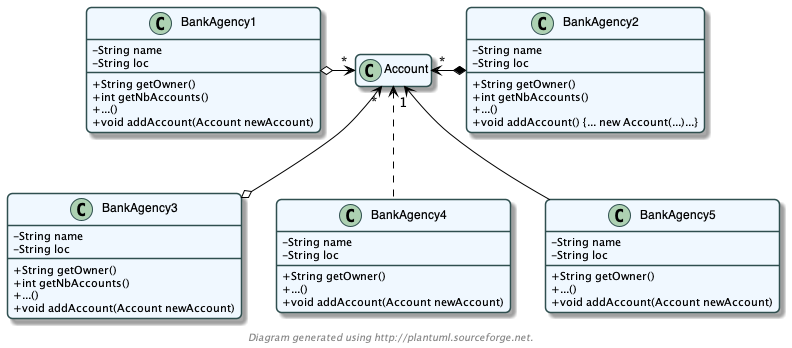 C BankAgency1
–String name
–String loc
+String getOwner()
+int getNbAccounts()
+...()
+void addAccount(Account newAccount)
*
C Account
*
C BankAgency2
–String name
–String loc
+String getOwner()
+int getNbAccounts()
+...()
+void addAccount() {... new Account(...)...}
*
1
C BankAgency3
–String name
–String loc
+String getOwner()
+int getNbAccounts()
+...()
+void addAccount(Account newAccount)
C BankAgency4
–String name
–String loc
+String getOwner()
+...()
+void addAccount(Account newAccount)
C BankAgency5
–String name
–String loc
+String getOwner()
+...()
+void addAccount(Account newAccount)
Diagram generated using http://plantuml.sourceforge.net.